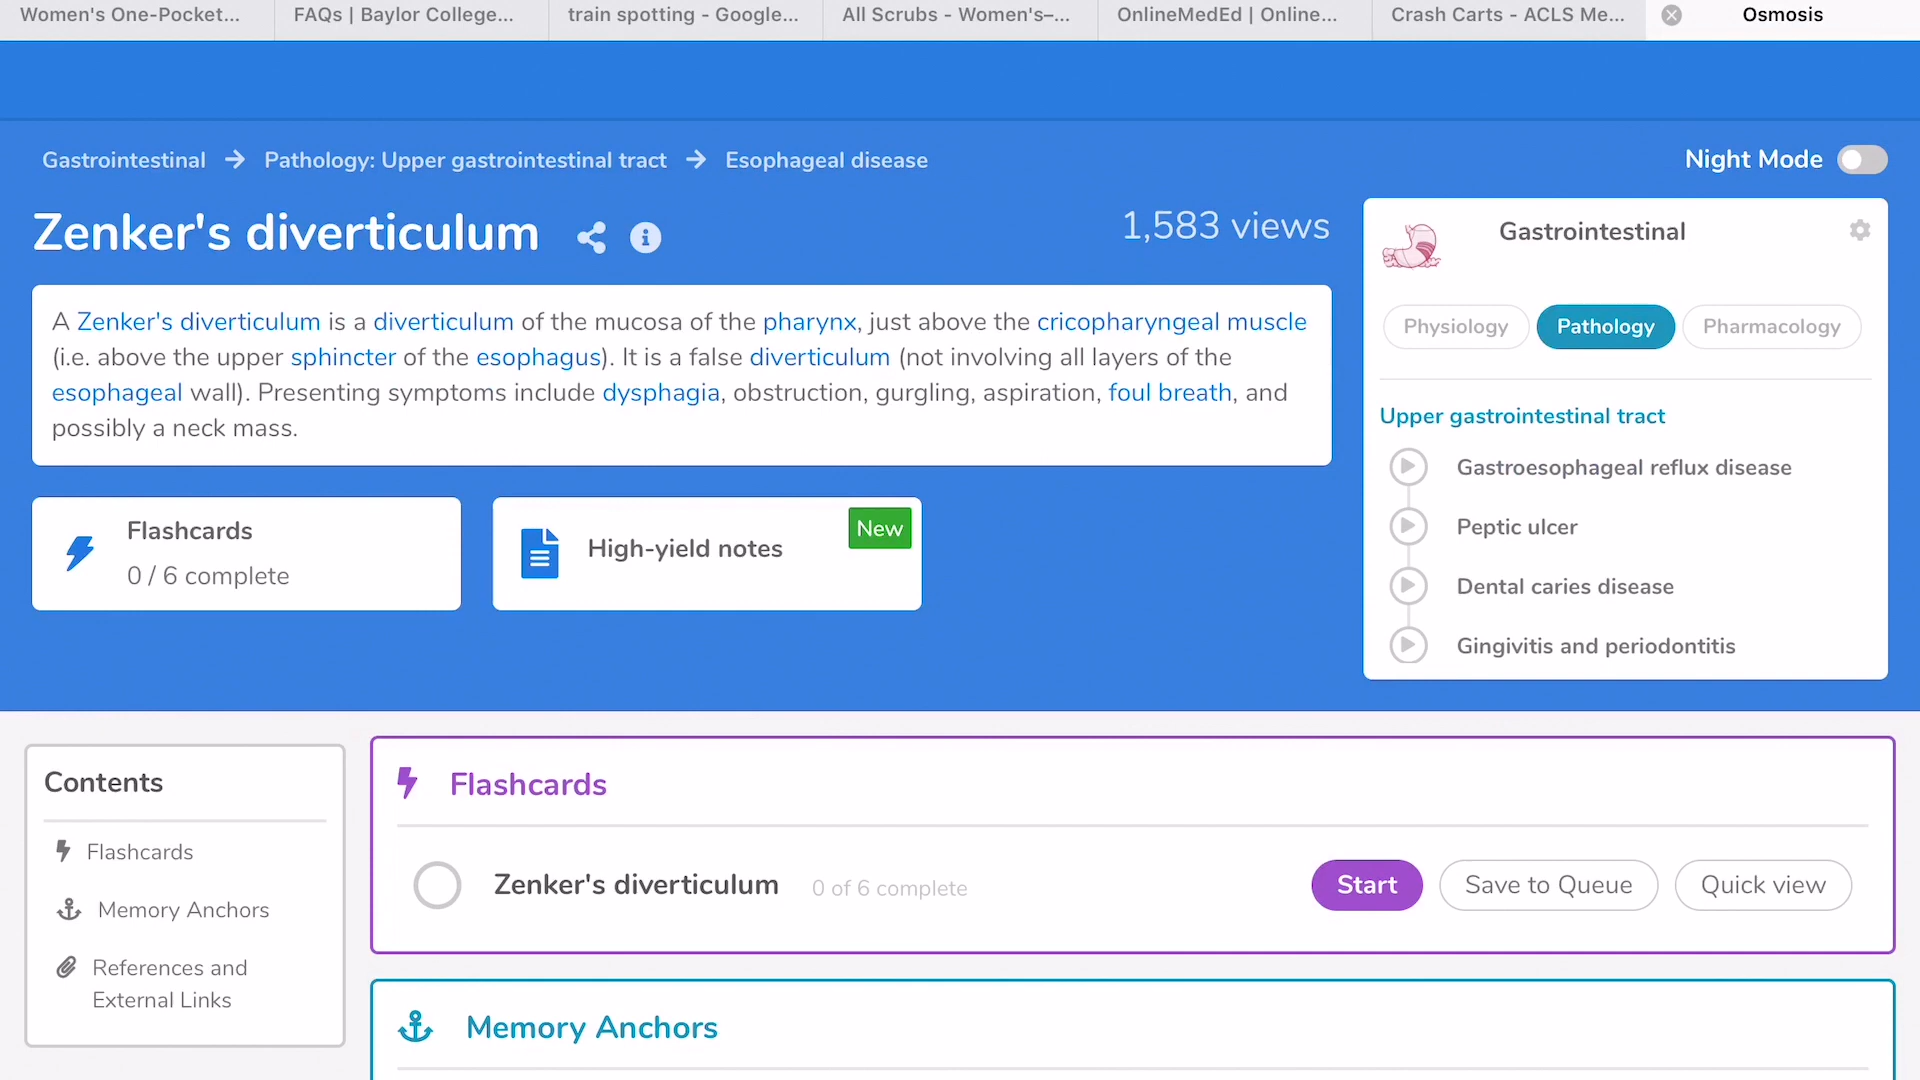 Women's One-Pocket...
FAQs | Baylor College...
train spotting - Google...
All Scrubs - Women's–...
OnlineMedEd | Online...
Crash Carts - ACLS Me...
Osmosis
Gastrointestinal → Pathology: Upper gastrointestinal tract → Esophageal disease
Night Mode
Zenker's diverticulum
1,583 views
A Zenker's diverticulum is a diverticulum of the mucosa of the pharynx, just above the cricopharyngeal muscle
(i.e. above the upper sphincter of the esophagus). It is a false diverticulum (not involving all layers of the
esophageal wall). Presenting symptoms include dysphagia, obstruction, gurgling, aspiration, foul breath, and
possibly a neck mass.
Flashcards
0 / 6 complete
High-yield notes
New
Gastrointestinal
Physiology
Pathology
Pharmacology
Upper gastrointestinal tract
Gastroesophageal reflux disease
Peptic ulcer
Dental caries disease
Gingivitis and periodontitis
Contents
Flashcards
Memory Anchors
References and
External Links
Flashcards
Zenker's diverticulum
0 of 6 complete
Start
Save to Queue
Quick view
Memory Anchors